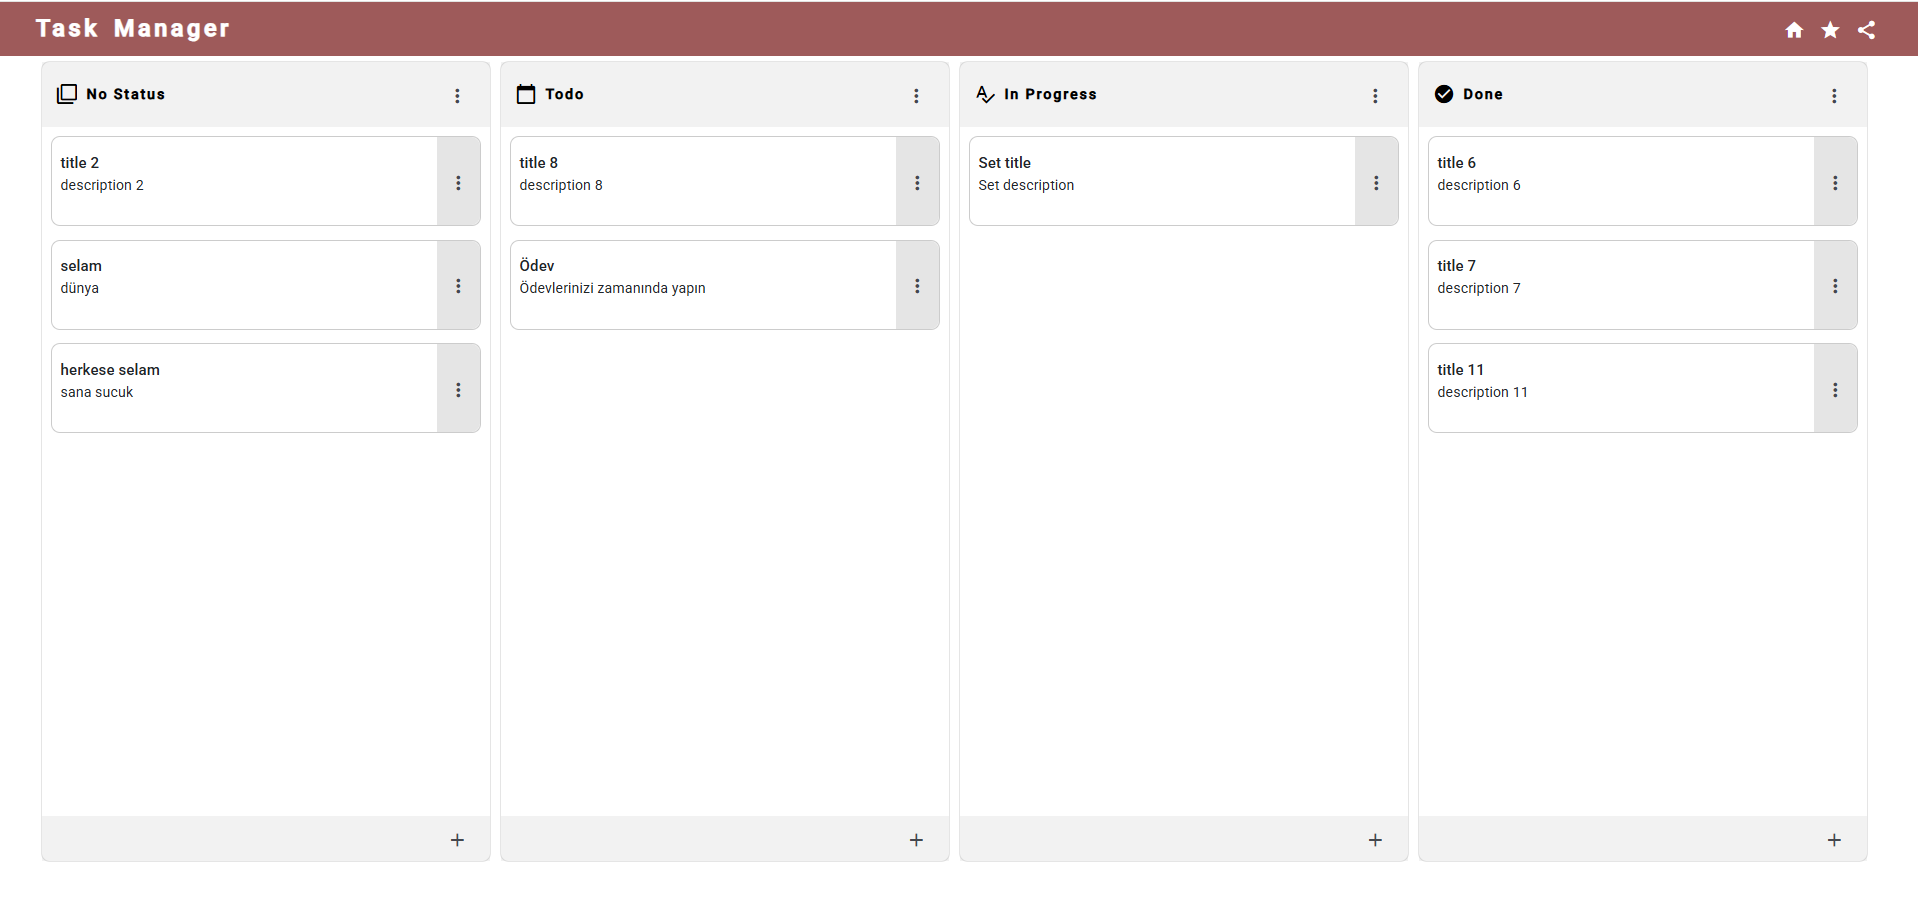 Task Manager
No Status
title 2
description 2
selam
dünya
herkese selam
sana sucuk
Todo
title 8
description 8
Ödev
Ödevlerinizi zamanında yapın
In Progress
Set title
Set description
Done
title 6
description 6
title 7
description 7
title 11
description 11